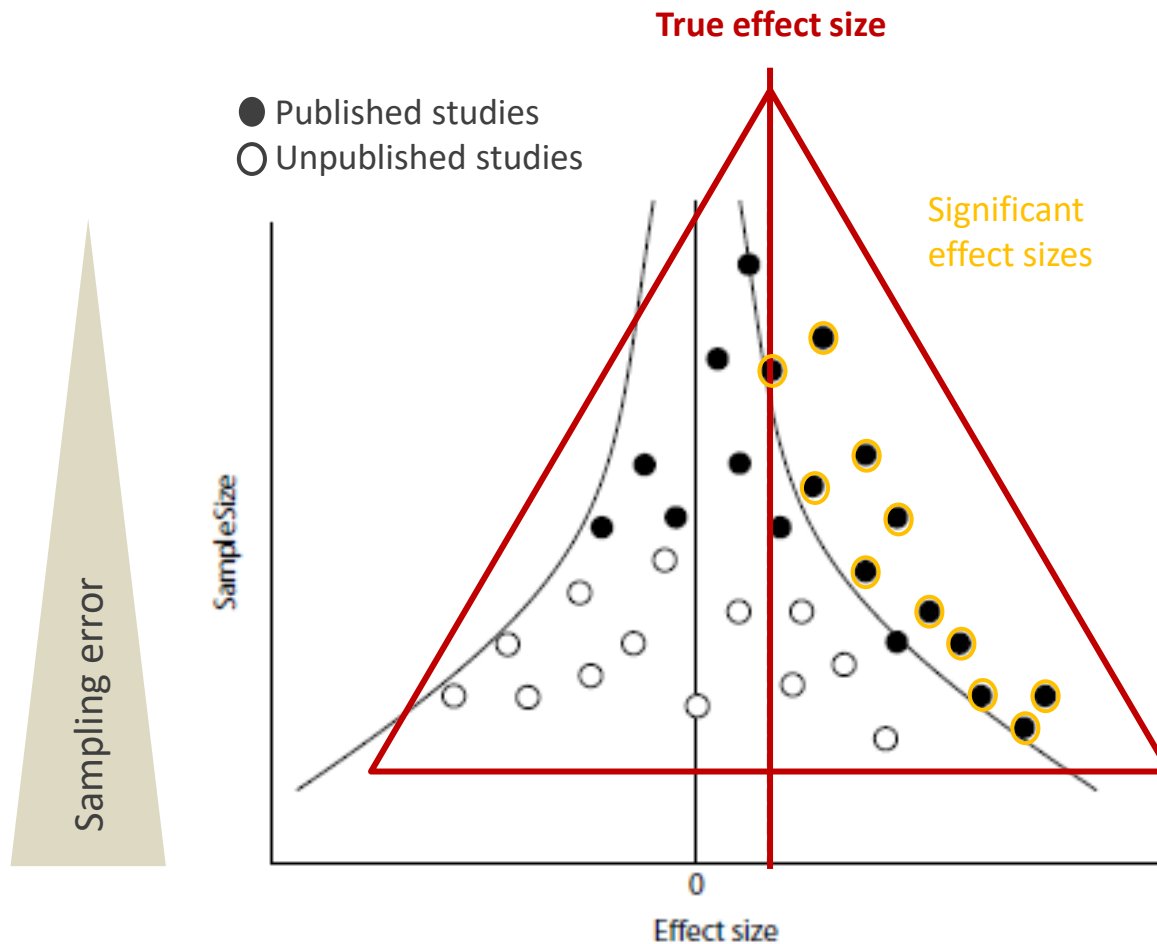 True effect size
Published studies
Unpublished studies
Significant
effect sizes
Sampling error
SampleSize
0
Effect size